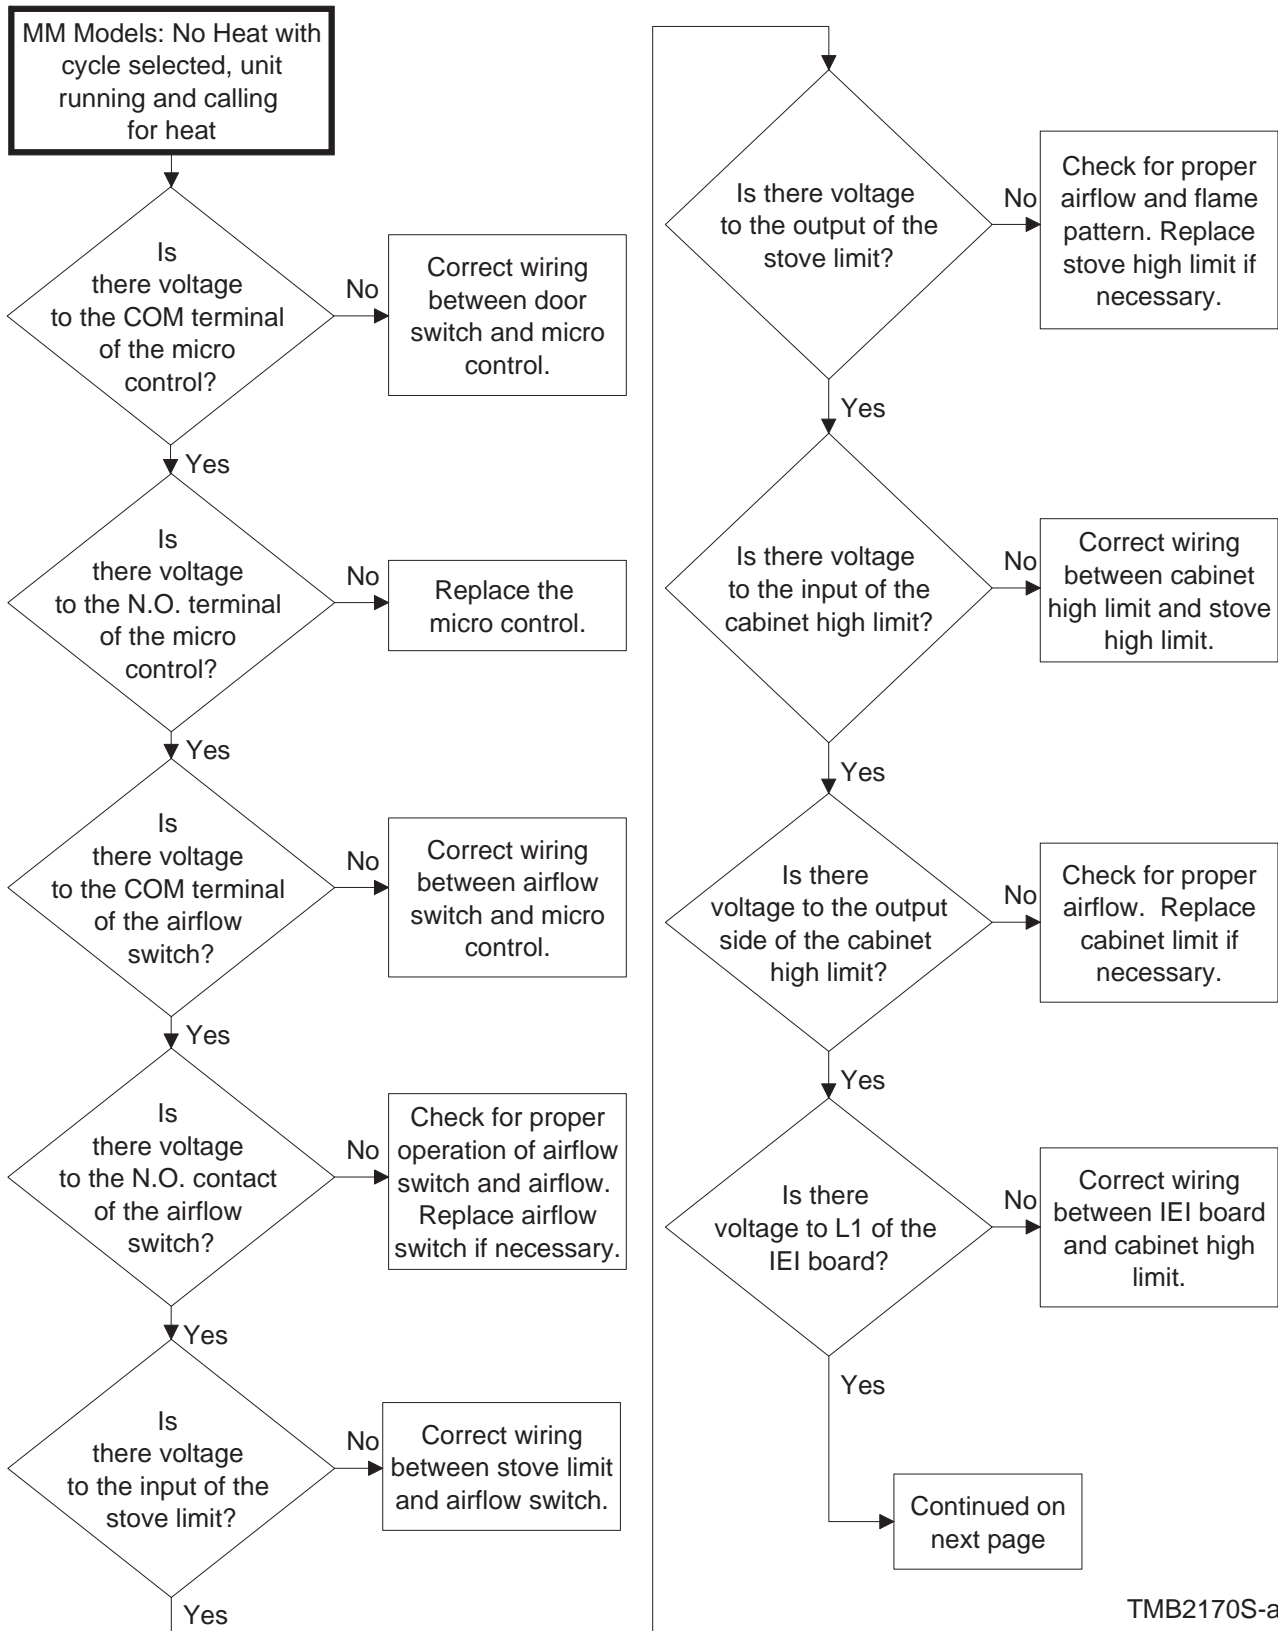 MM Models: No Heat with
cycle selected, unit
running and calling
for heat
Is
there voltage
to the COM terminal
of the micro
control?
No
Correct wiring
between door
switch and micro
control.
Yes
Is
there voltage
to the N.O. terminal
of the micro
control?
No
Replace the
micro control.
Yes
Is
there voltage
to the COM terminal
of the airflow
switch?
No
Correct wiring
between airflow
switch and micro
control.
Yes
Is
there voltage
to the N.O. contact
of the airflow
switch?
No
Check for proper
operation of airflow
switch and airflow.
Replace airflow
switch if necessary.
Yes
Is
there voltage
to the input of the
stove limit?
No
Correct wiring
between stove limit
and airflow switch.
Yes
Is there voltage
to the output of the
stove limit?
No
Check for proper
airflow and flame
pattern. Replace
stove high limit if
necessary.
Yes
Is there voltage
to the input of the
cabinet high limit?
No
Correct wiring
between cabinet
high limit and stove
high limit.
Yes
Is there
voltage to the output
side of the cabinet
high limit?
No
Check for proper
airflow.  Replace
cabinet limit if
necessary.
Yes
Is there
voltage to L1 of the
IEI board?
No
Correct wiring
between IEI board
and cabinet high
limit.
Yes
Continued on
next page
TMB2170S-a